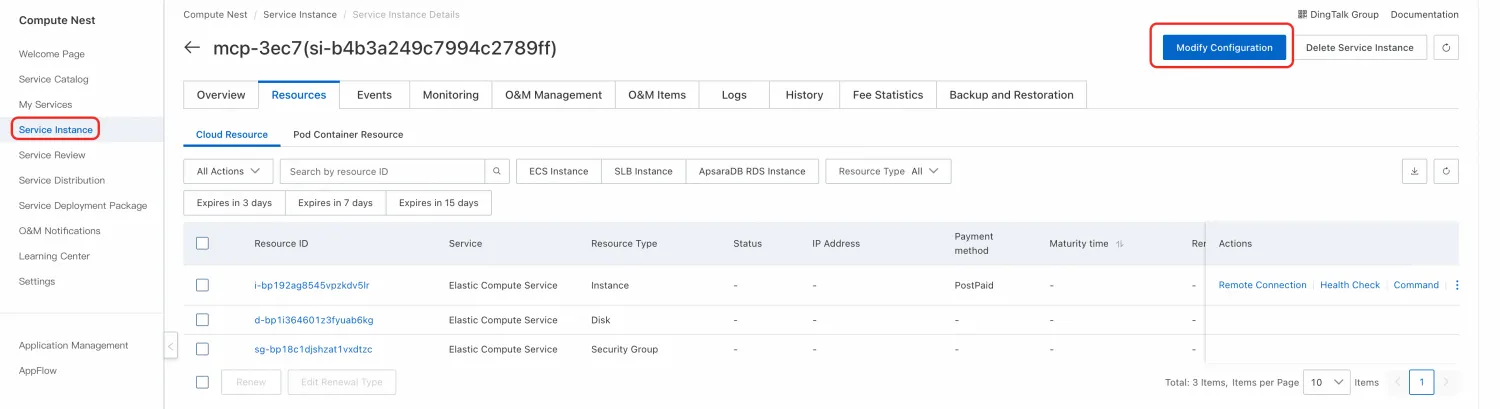 Compute Nest
Welcome Page
Service Catalog
My Services
Service Instance
Service Review
Service Distribution
Service Deployment Package
O&M Notifications
Learning Center
Settings
Application Management
AppFlow
Compute Nest / Service Instance / Service Instance Details
DingTalk Group Documentation
mcp-3ec7(si-b4b3a249c7994c2789ff)
Modify Configuration Delete Service Instance
Overview Resources Events Monitoring O&M Management O&M Items Logs History Fee Statistics Backup and Restoration
Cloud Resource Pod Container Resource
All Actions Search by resource ID ECS Instance SLB Instance ApsaraDB RDS Instance Resource Type All
Expires in 3 days Expires in 7 days Expires in 15 days
Resource ID Service Resource Type Status IP Address Payment method Maturity time Rer Actions
i-bp192ag8545vpzkdv5lr Elastic Compute Service Instance - - PostPaid - - Remote Connection Health Check Command
d-bp1i364601z3fyuab6kg Elastic Compute Service Disk - - - - -
sg-bp18c1djshzat1vxdtzc Elastic Compute Service Security Group - - - - -
Renew Edit Renewal Type Total: 3 Items, Items per Page 10 Items 1